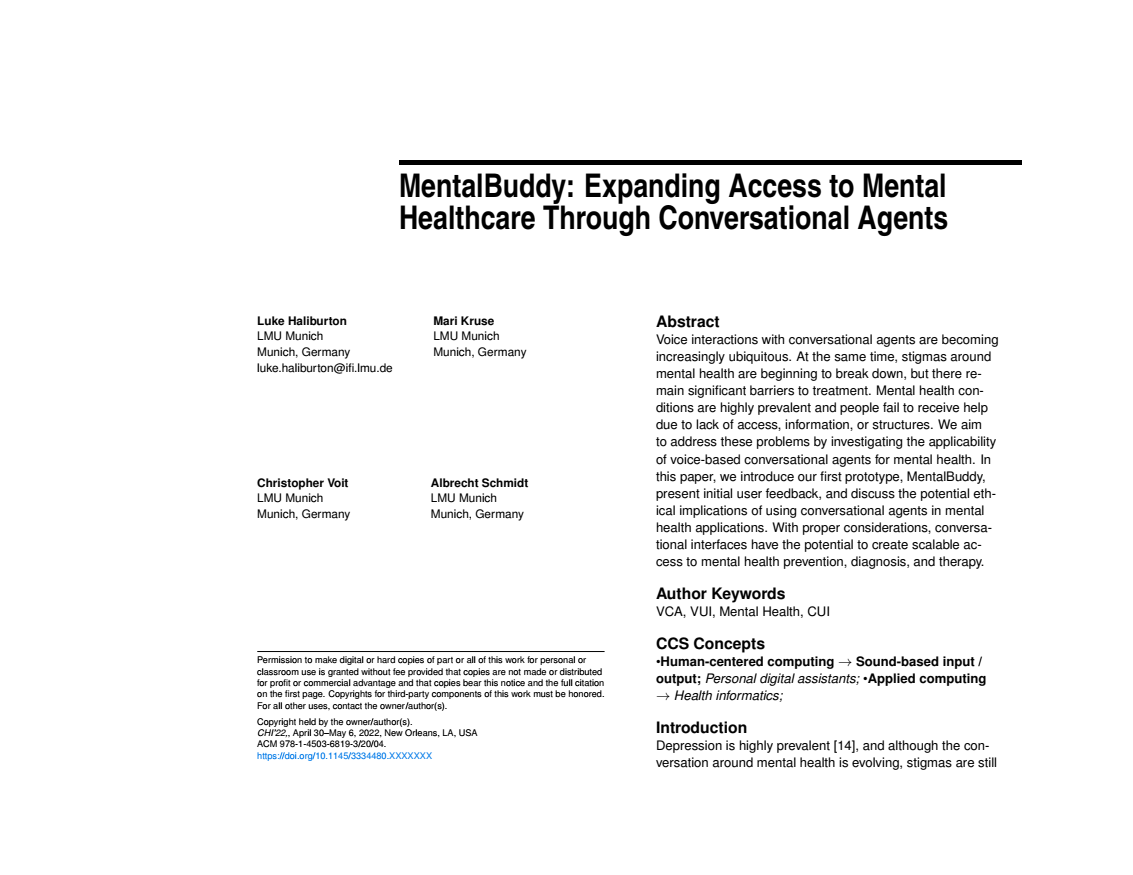 MentalBuddy: Expanding Access to Mental
Healthcare Through Conversational Agents
Luke Haliburton
LMU Munich
Munich, Germany
luke.haliburton@ifi.lmu.de
Mari Kruse
LMU Munich
Munich, Germany
Christopher Voit
LMU Munich
Munich, Germany
Albrecht Schmidt
LMU Munich
Munich, Germany
Permission to make digital or hard copies of part or all of this work for personal or
classroom use is granted without fee provided that copies are not made or distributed
for profit or commercial advantage and that copies bear this notice and the full citation
on the first page. Copyrights for third-party components of this work must be honored.
For all other uses, contact the owner/author(s).
Copyright held by the owner/author(s).
CHI'22,, April 30–May 6, 2022, New Orleans, LA, USA
ACM 978-1-4503-6819-3/20/04.
https://doi.org/10.1145/3334480.XXXXXXX
Abstract
Voice interactions with conversational agents are becoming
increasingly ubiquitous. At the same time, stigmas around
mental health are beginning to break down, but there re-
main significant barriers to treatment. Mental health con-
ditions are highly prevalent and people fail to receive help
due to lack of access, information, or structures. We aim
to address these problems by investigating the applicability
of voice-based conversational agents for mental health. In
this paper, we introduce our first prototype, MentalBuddy,
present initial user feedback, and discuss the potential eth-
ical implications of using conversational agents in mental
health applications. With proper considerations, conversa-
tional interfaces have the potential to create scalable ac-
cess to mental health prevention, diagnosis, and therapy.
Author Keywords
VCA, VUI, Mental Health, CUI
CCS Concepts
•Human-centered computing → Sound-based input /
output; Personal digital assistants; •Applied computing
→ Health informatics;
Introduction
Depression is highly prevalent [14], and although the con-
versation around mental health is evolving, stigmas are still